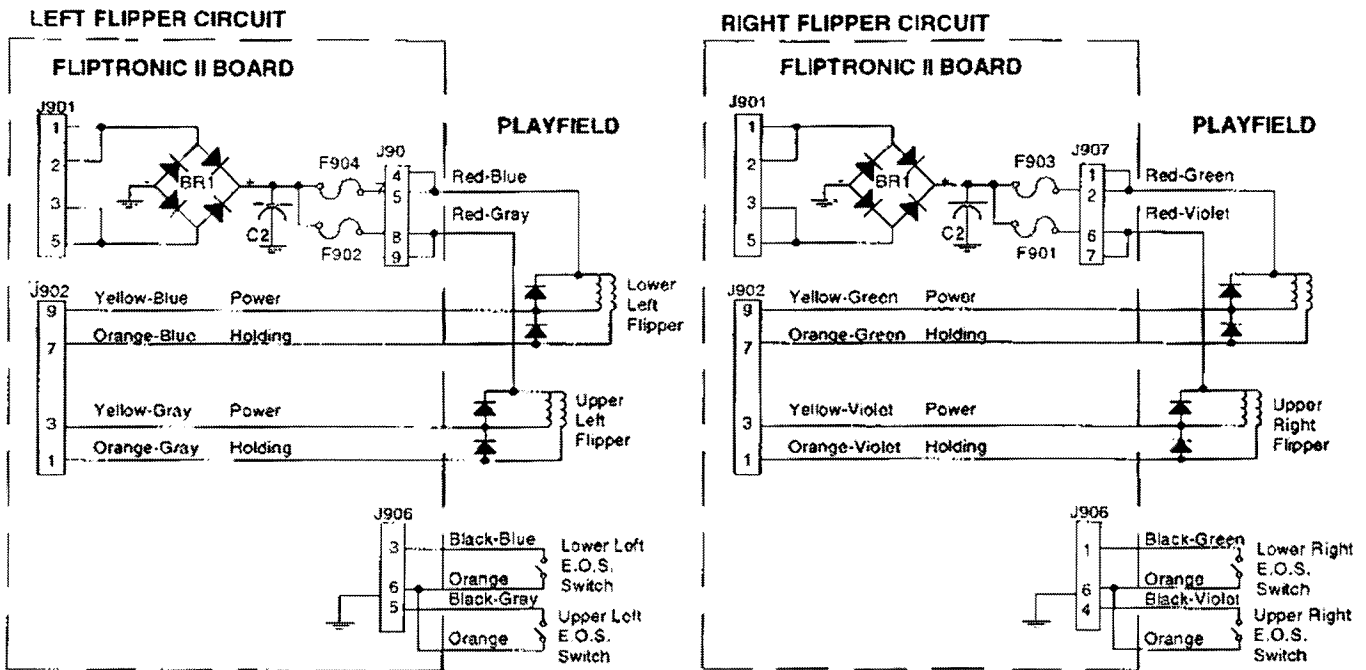 LEFT FLIPPER CIRCUIT
FLIPTRONIC II BOARD
J901
1
2
3
5
BR1
-
+
C2
F904
F902
J90
4
5
8
9
PLAYFIELD
Red-Blue
Red-Gray
Lower
Left
Flipper
J902
9
Yellow-Blue Power
7
Orange-Blue Holding
3
Yellow-Gray Power
1
Orange-Gray Holding
Upper
Left
Flipper
J906
3
6
5
Black-Blue
Orange
Black-Gray
Orange
Lower Left
E.O.S.
Switch
Upper Left
E.O.S.
Switch
RIGHT FLIPPER CIRCUIT
FLIPTRONIC II BOARD
J901
1
2
3
5
BR1
-
+
C2
F903
F901
J907
1
2
6
7
PLAYFIELD
Red-Green
Red-Violet
J902
9
Yellow-Green Power
7
Orange-Green Holding
3
Yellow-Violet Power
1
Orange-Violet Holding
Upper
Right
Flipper
J906
1
6
4
Black-Green
Orange
Black-Violet
Orange
Lower Right
E.O.S.
Switch
Upper Right
E.O.S.
Switch